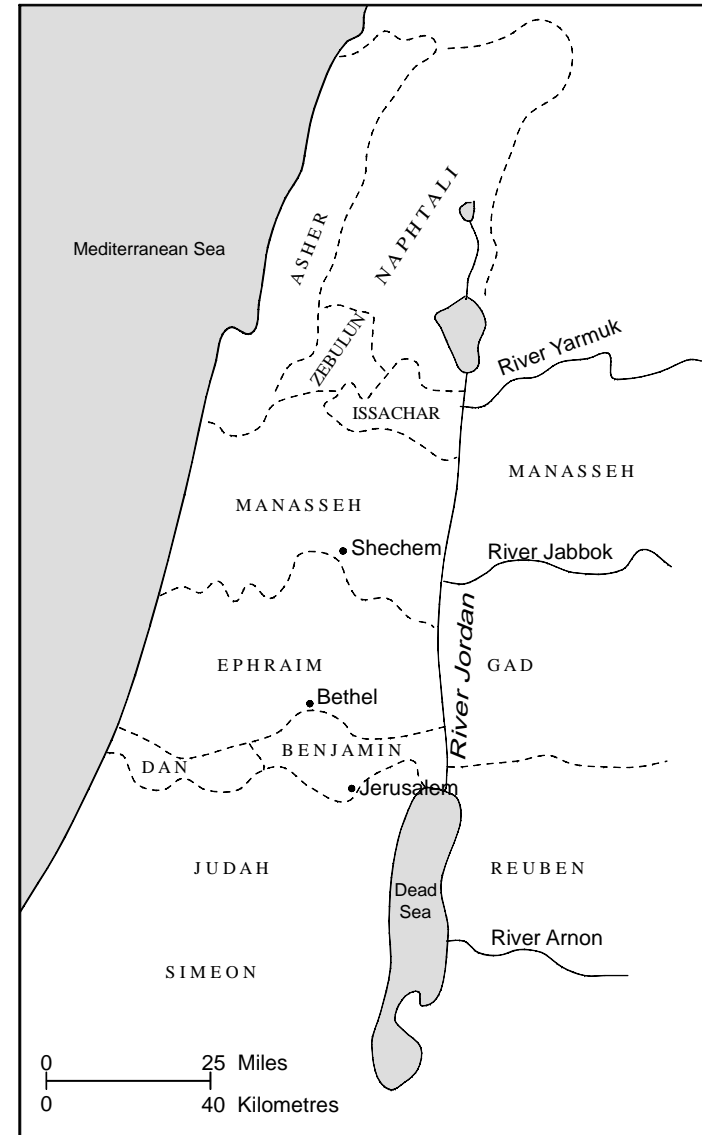 Mediterranean Sea
ASHER
NAPHTALI
ZEBULUN
River Yarmuk
ISSACHAR
MANASSEH
MANASSEH
Shechem
River Jabbok
River Jordan
EPHRAIM
GAD
Bethel
BENJAMIN
DAN
Jerusalem
JUDAH
REUBEN
Dead
Sea
River Arnon
SIMEON
0 25 Miles
0 40 Kilometres